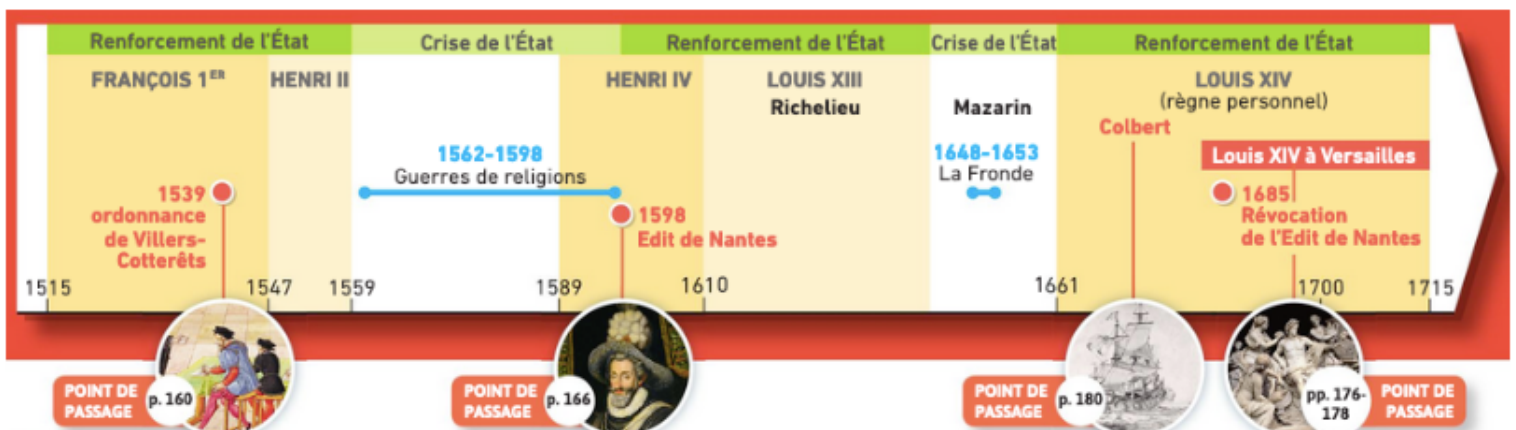 Renforcement de l'État
Crise de l'État
Renforcement de l'État
Crise de l'État
Renforcement de l'État
FRANÇOIS 1ER
HENRI II
HENRI IV
LOUIS XIII
Richelieu
Mazarin
LOUIS XIV
(règne personnel)
Colbert
1562-1598
Guerres de religions
1648-1653
La Fronde
Louis XIV à Versailles
1539
ordonnance
de Villers-
Cotterêts
1598
Edit de Nantes
1685
Révocation
de l'Edit de Nantes
1515
1547
1559
1589
1610
1661
1700
1715
POINT DE
PASSAGE
p. 160
POINT DE
PASSAGE
p. 166
POINT DE
PASSAGE
p. 180
pp. 176-
178
POINT DE
PASSAGE